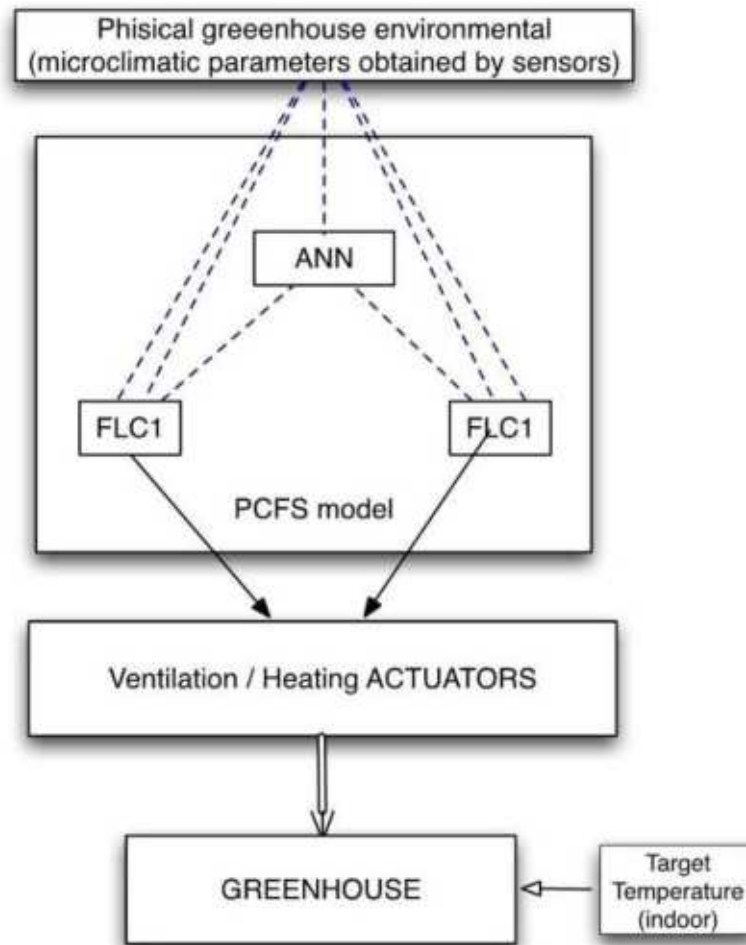 Phisical greeenhouse environmental
(microclimatic parameters obtained by sensors)
ANN
FLC1
FLC1
PCFS model
Ventilation / Heating ACTUATORS
GREENHOUSE
Target
Temperature
(indoor)